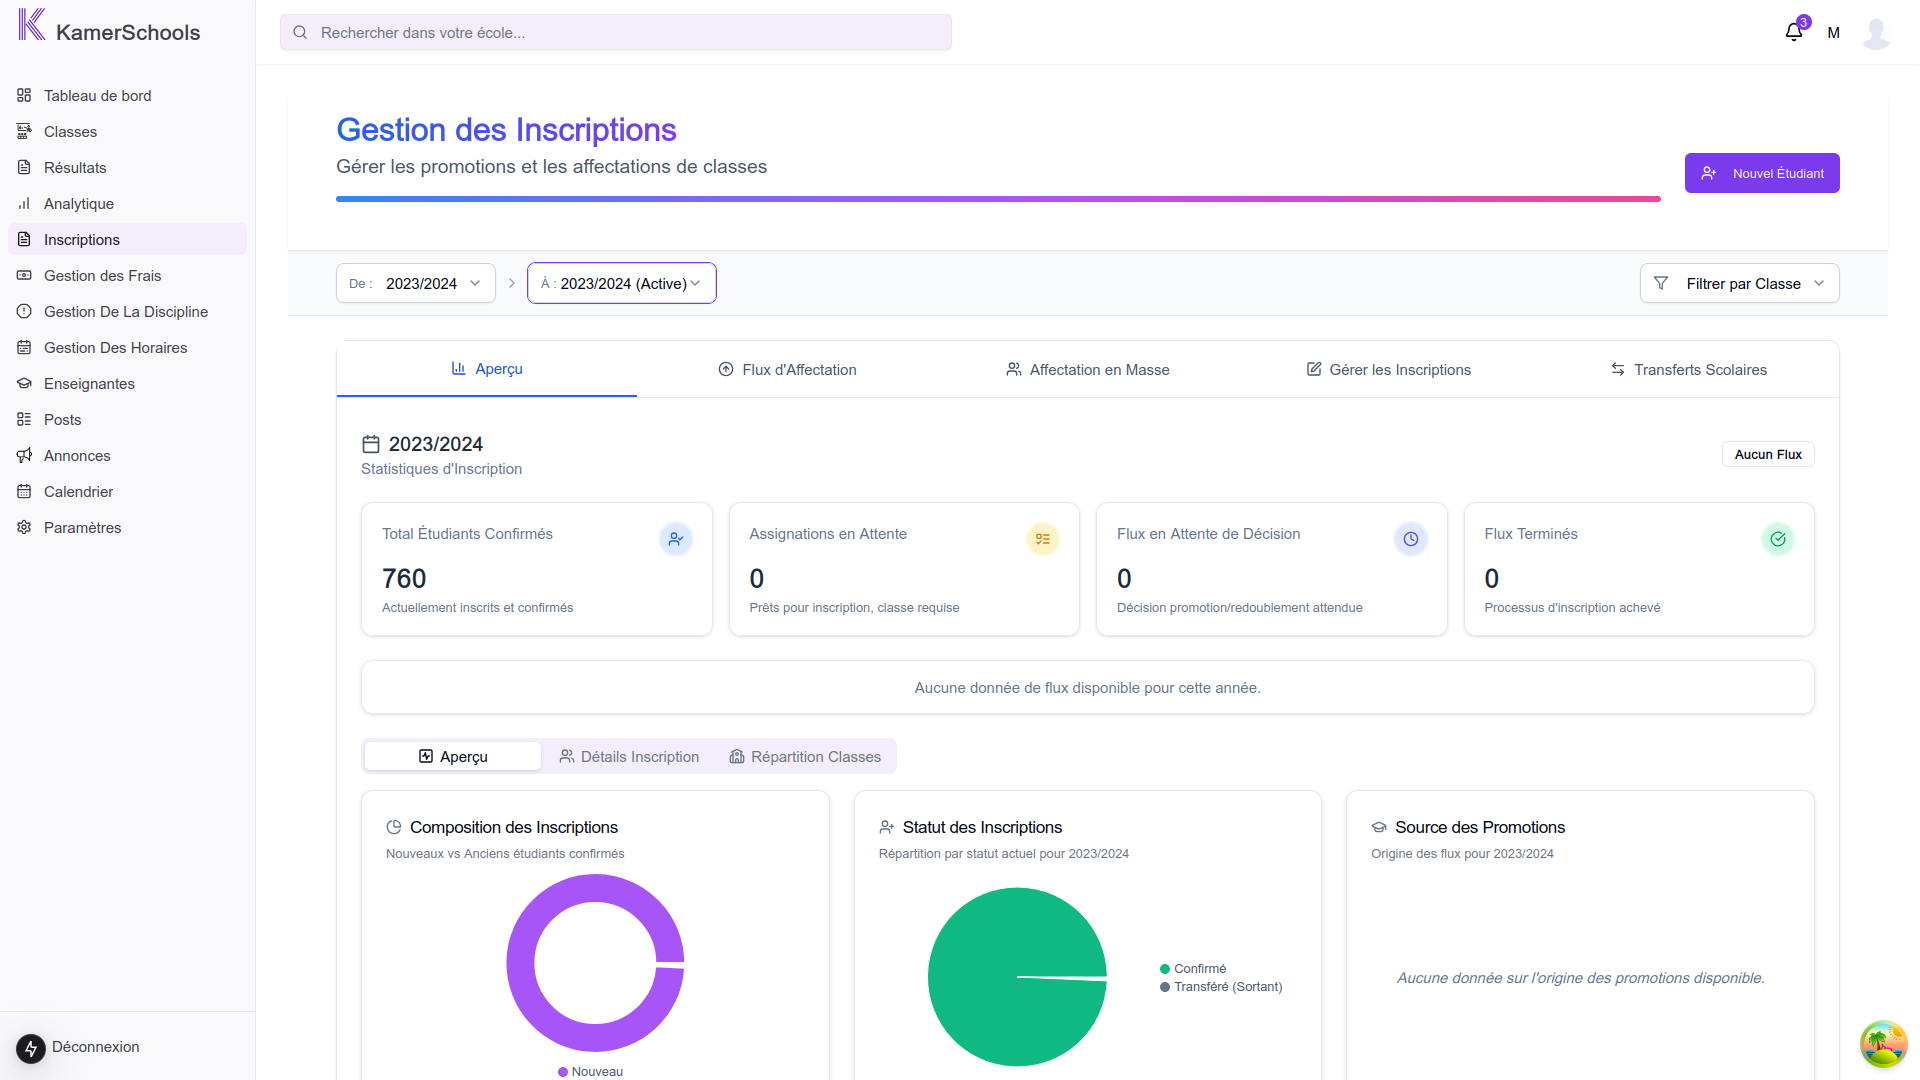 KamerSchools
Rechercher dans votre école...
3
M
Tableau de bord
Classes
Résultats
Analytique
Inscriptions
Gestion des Frais
Gestion De La Discipline
Gestion Des Horaires
Enseignantes
Posts
Annonces
Calendrier
Paramètres
Déconnexion
Gestion des Inscriptions
Gérer les promotions et les affectations de classes
Nouvel Étudiant
De : 2023/2024
À : 2023/2024 (Active)
Filtrer par Classe
Aperçu
Flux d'Affectation
Affectation en Masse
Gérer les Inscriptions
Transferts Scolaires
2023/2024
Statistiques d'Inscription
Aucun Flux
Total Étudiants Confirmés
760
Actuellement inscrits et confirmés
Assignations en Attente
0
Prêts pour inscription, classe requise
Flux en Attente de Décision
0
Décision promotion/redoublement attendue
Flux Terminés
0
Processus d'inscription achevé
Aucune donnée de flux disponible pour cette année.
Aperçu
Détails Inscription
Répartition Classes
Composition des Inscriptions
Nouveaux vs Anciens étudiants confirmés
Nouveau
Statut des Inscriptions
Répartition par statut actuel pour 2023/2024
Confirmé
Transféré (Sortant)
Source des Promotions
Origine des flux pour 2023/2024
Aucune donnée sur l'origine des promotions disponible.